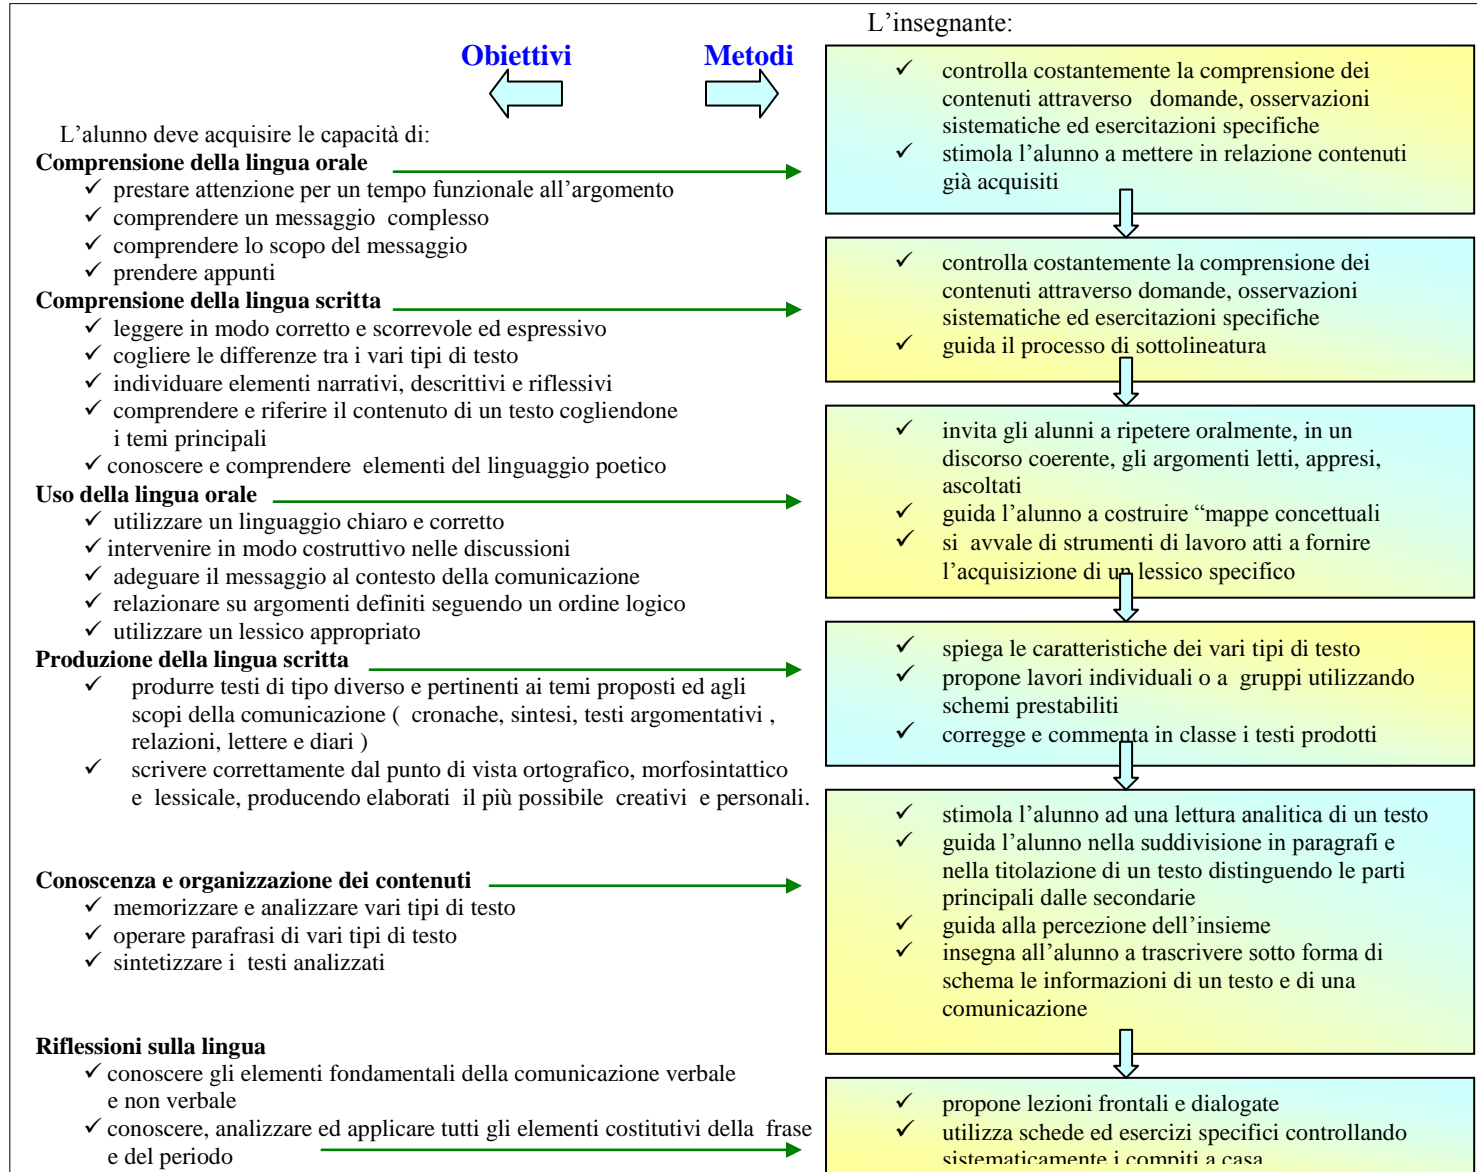 L'insegnante:
Obiettivi Metodi
L'alunno deve acquisire le capacità di:
Comprensione della lingua orale
✓ prestare attenzione per un tempo funzionale all'argomento
✓ comprendere un messaggio complesso
✓ comprendere lo scopo del messaggio
✓ prendere appunti
Comprensione della lingua scritta
✓ leggere in modo corretto e scorrevole ed espressivo
✓ cogliere le differenze tra i vari tipi di testo
✓ individuare elementi narrativi, descrittivi e riflessivi
✓ comprendere e riferire il contenuto di un testo cogliendone
i temi principali
✓ conoscere e comprendere elementi del linguaggio poetico
Uso della lingua orale
✓ utilizzare un linguaggio chiaro e corretto
✓ intervenire in modo costruttivo nelle discussioni
✓ adeguare il messaggio al contesto della comunicazione
✓ relazionare su argomenti definiti seguendo un ordine logico
✓ utilizzare un lessico appropriato
Produzione della lingua scritta
✓ produrre testi di tipo diverso e pertinenti ai temi proposti ed agli
scopi della comunicazione ( cronache, sintesi, testi argomentativi ,
relazioni, lettere e diari )
✓ scrivere correttamente dal punto di vista ortografico, morfosintattico
e lessicale, producendo elaborati il più possibile creativi e personali.
Conoscenza e organizzazione dei contenuti
✓ memorizzare e analizzare vari tipi di testo
✓ operare parafrasi di vari tipi di testo
✓ sintetizzare i testi analizzati
Riflessioni sulla lingua
✓ conoscere gli elementi fondamentali della comunicazione verbale
e non verbale
✓ conoscere, analizzare ed applicare tutti gli elementi costitutivi della frase
e del periodo
✓ controlla costantemente la comprensione dei
contenuti attraverso domande, osservazioni
sistematiche ed esercitazioni specifiche
✓ stimola l'alunno a mettere in relazione contenuti
già acquisiti
✓ controlla costantemente la comprensione dei
contenuti attraverso domande, osservazioni
sistematiche ed esercitazioni specifiche
✓ guida il processo di sottolineatura
✓ invita gli alunni a ripetere oralmente, in un
discorso coerente, gli argomenti letti, appresi,
ascoltati
✓ guida l'alunno a costruire “mappe concettuali
✓ si avvale di strumenti di lavoro atti a fornire
l'acquisizione di un lessico specifico
✓ spiega le caratteristiche dei vari tipi di testo
✓ propone lavori individuali o a gruppi utilizzando
schemi prestabiliti
✓ corregge e commenta in classe i testi prodotti
✓ stimola l'alunno ad una lettura analitica di un testo
✓ guida l'alunno nella suddivisione in paragrafi e
nella titolazione di un testo distinguendo le parti
principali dalle secondarie
✓ guida alla percezione dell'insieme
✓ insegna all'alunno a trascrivere sotto forma di
schema le informazioni di un testo e di una
comunicazione
✓ propone lezioni frontali e dialogate
✓ utilizza schede ed esercizi specifici controllando
sistematicamente i compiti a casa